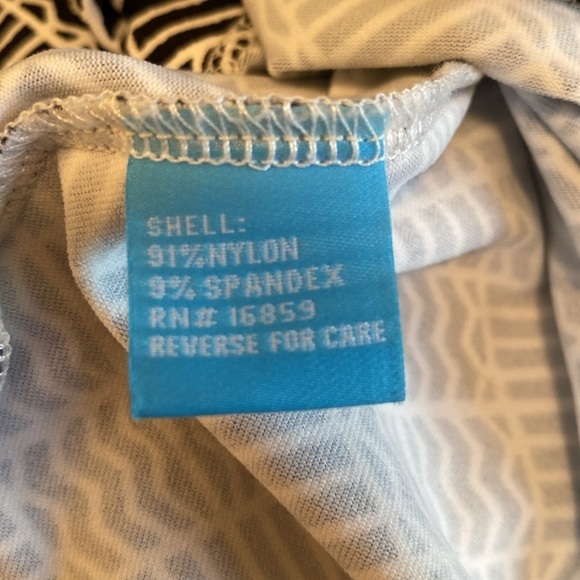 SHELL:
91% NYLON
9% SPANDEX
RN# 16859
REVERSE FOR CARE